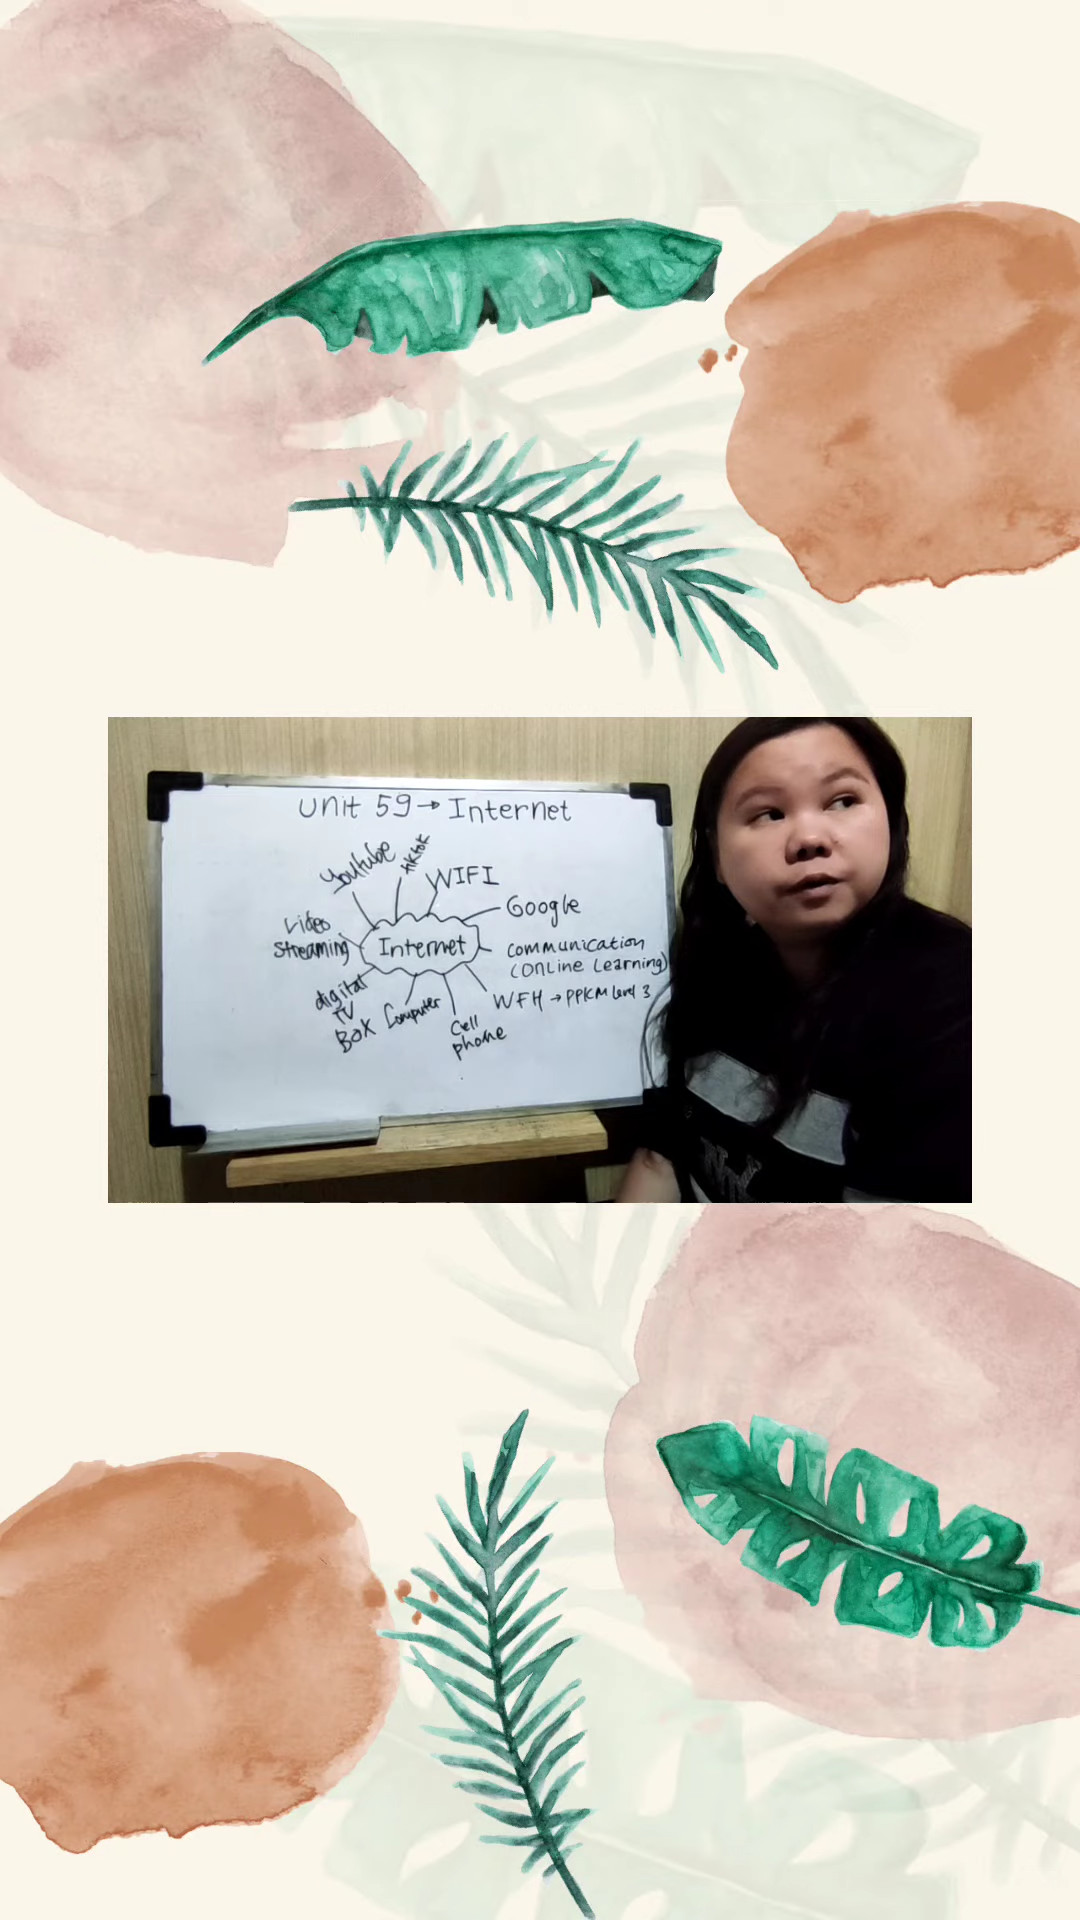 Unit 59 → Internet
Youtube
tiktok
WIFI
Google
Video
Streaming
Internet
communication
(Online Learning)
digital
TV
BOX
Computer
Cell
phone
WFH → PPKM Level 3